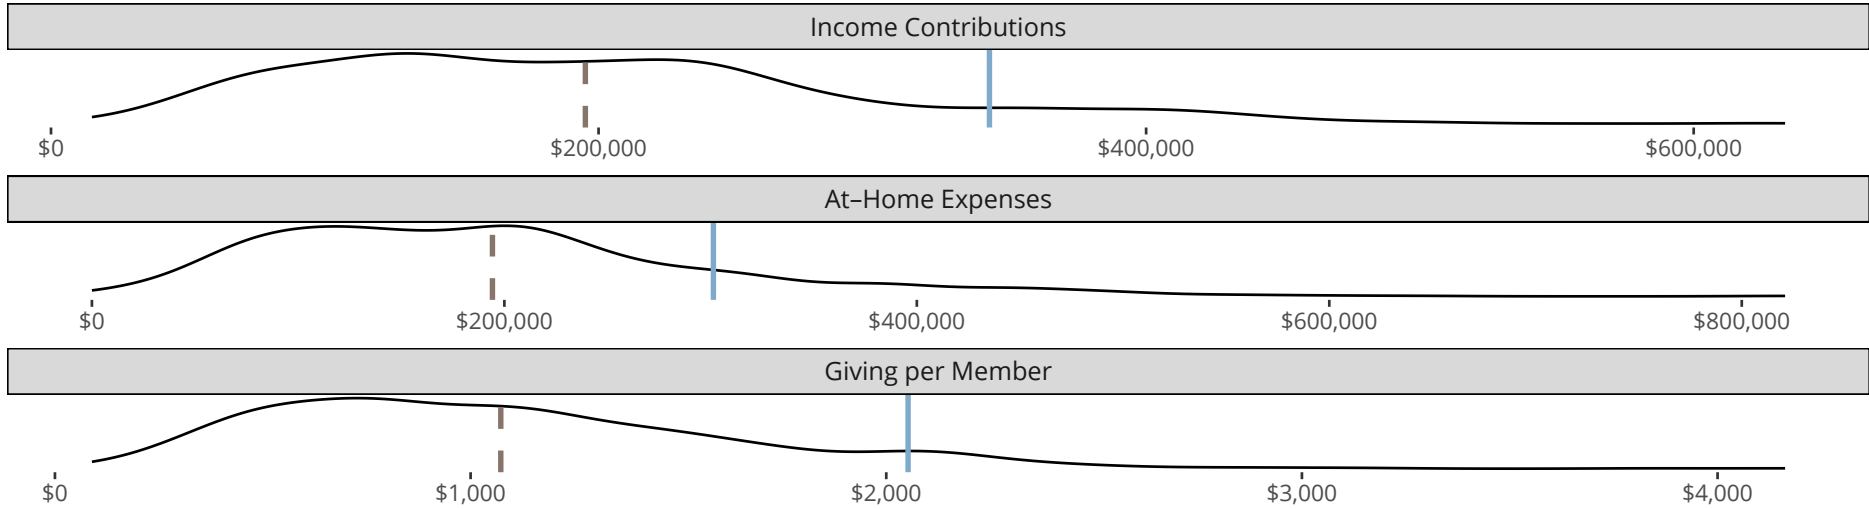 Income Contributions
$0 $200,000 $400,000 $600,000
At–Home Expenses
$0 $200,000 $400,000 $600,000 $800,000
Giving per Member
$0 $1,000 $2,000 $3,000 $4,000